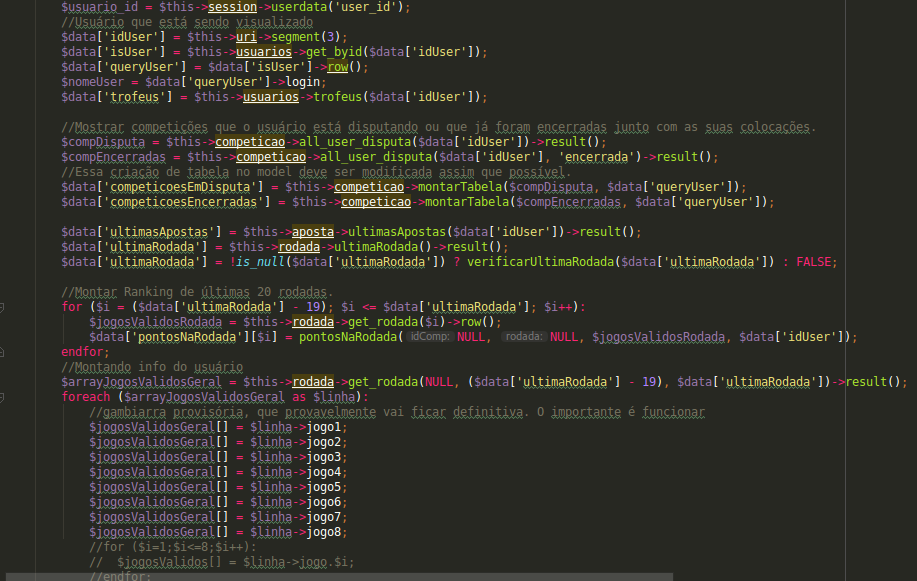 $usuario_id = $this->session->userdata('user_id');
//Usuário que está sendo visualizado
$data['idUser'] = $this->uri->segment(3);
$data['isUser'] = $this->usuarios->get_byid($data['idUser']);
$data['queryUser'] = $data['isUser']->row();
$nomeUser = $data['queryUser']->login;
$data['trofeus'] = $this->usuarios->trofeus($data['idUser']);
//Mostrar competições que o usuário está disputando ou que já foram encerradas junto com as suas colocações.
$compDisputa = $this->competicao->all_user_disputa($data['idUser'])->result();
$compEncerradas = $this->competicao->all_user_disputa($data['idUser'], 'encerrada')->result();
//Essa criação de tabela no model deve ser modificada assim que possível.
$data['competicoesEmDisputa'] = $this->competicao->montarTabela($compDisputa, $data['queryUser']);
$data['competicoesEncerradas'] = $this->competicao->montarTabela($compEncerradas, $data['queryUser']);
$data['ultimasApostas'] = $this->aposta->ultimasApostas($data['idUser'])->result();
$data['ultimaRodada'] = $this->rodada->ultimaRodada()->result();
$data['ultimaRodada'] = !is_null($data['ultimaRodada']) ? verificarUltimaRodada($data['ultimaRodada']) : FALSE;
//Montar Ranking de últimas 20 rodadas.
for ($i = ($data['ultimaRodada'] - 19); $i <= $data['ultimaRodada']; $i++):
$jogosValidosRodada = $this->rodada->get_rodada($i)->row();
$data['pontosNaRodada'][$i] = pontosNaRodada( idComp: NULL, rodada: NULL, $jogosValidosRodada, $data['idUser']);
endfor;
//Montando info do usuário
$arrayJogosValidosGeral = $this->rodada->get_rodada(NULL, ($data['ultimaRodada'] - 19), $data['ultimaRodada'])->result();
foreach ($arrayJogosValidosGeral as $linha):
//gambiarra provisória, que provavelmente vai ficar definitiva. O importante é funcionar
$jogosValidosGeral[] = $linha->jogo1;
$jogosValidosGeral[] = $linha->jogo2;
$jogosValidosGeral[] = $linha->jogo3;
$jogosValidosGeral[] = $linha->jogo4;
$jogosValidosGeral[] = $linha->jogo5;
$jogosValidosGeral[] = $linha->jogo6;
$jogosValidosGeral[] = $linha->jogo7;
$jogosValidosGeral[] = $linha->jogo8;
//for ($i=1;$i<=8;$i++):
//  $jogosValidos[] = $linha->jogo.$i;
//endfor;